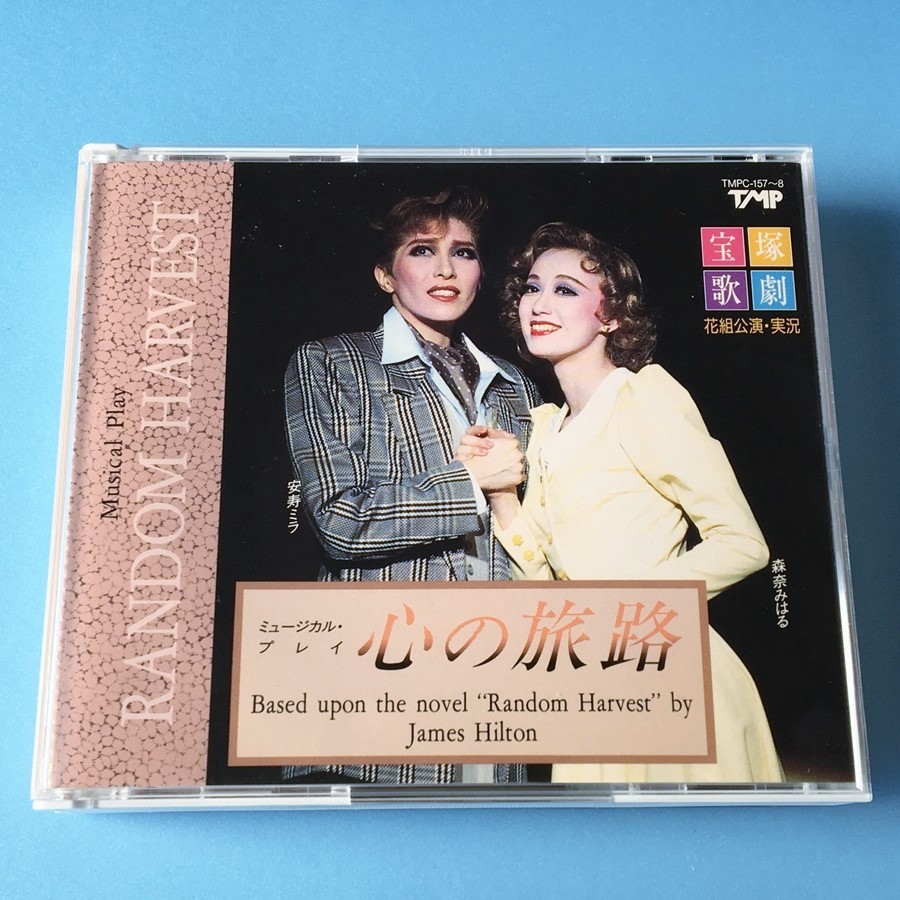 Musical Play
RANDOM HARVEST
TMPC-157〜8
TMP
宝塚
歌劇
花組公演・実況
安寿ミラ
森奈みはる
ミュージカル・
プレイ
心の旅路
Based upon the novel “Random Harvest” by
James Hilton